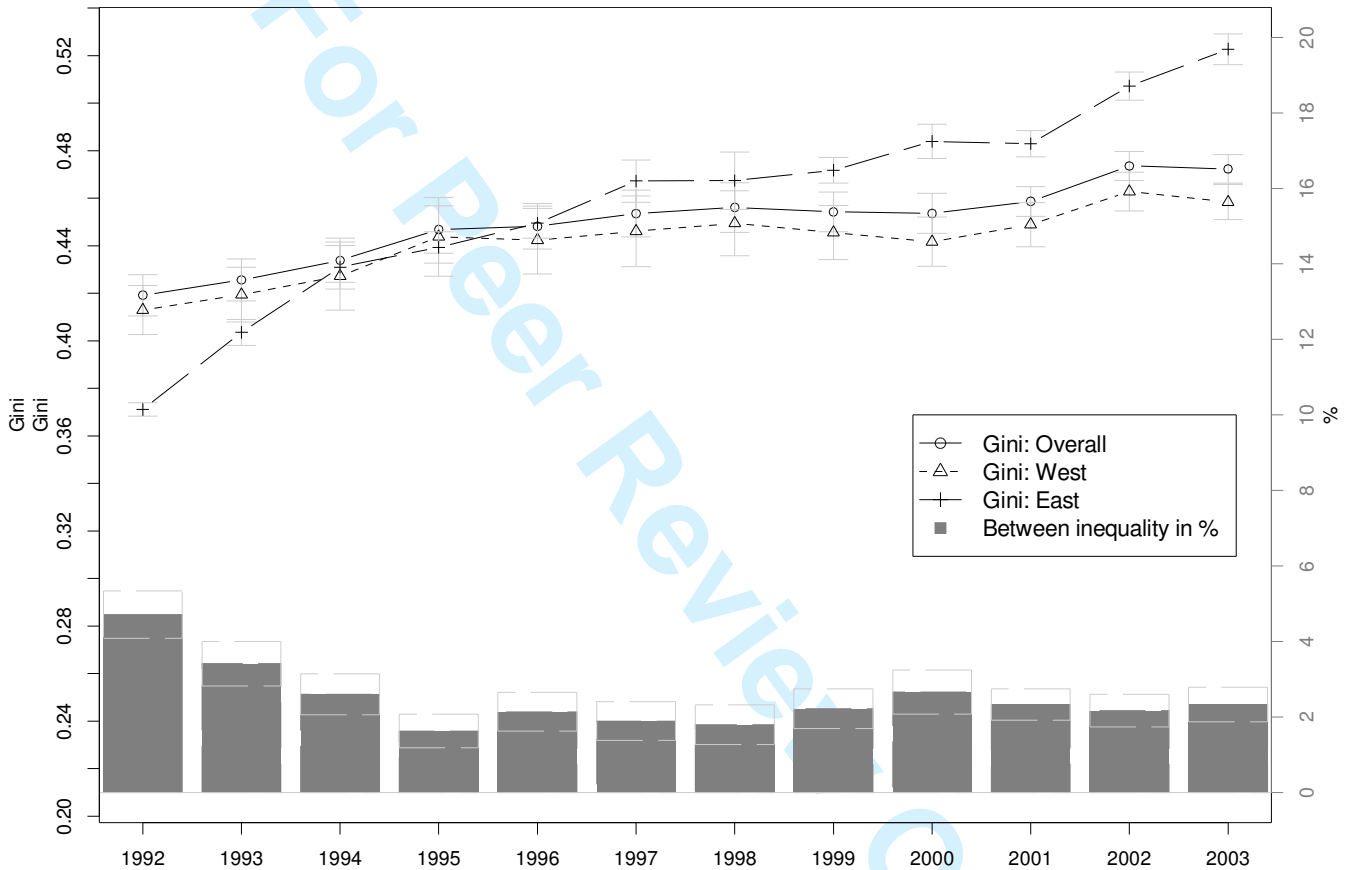 For Peer Review O
Gini
Gini
0.52
0.48
0.44
0.40
0.36
0.32
0.28
0.24
0.20
20
18
16
14
12
10
8
6
4
2
0
%
Gini: Overall
Gini: West
Gini: East
Between inequality in %
1992 1993 1994 1995 1996 1997 1998 1999 2000 2001 2002 2003